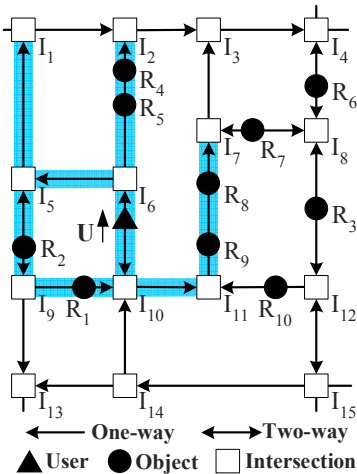 I1 I2 I3 I4
R4
R5 R6
I7 R7 I8
I5 I6 R8 R3
U
R2 R9
I9 R1 I10 I11 R10 I12
I13 I14 I15
One-way Two-way
User Object Intersection